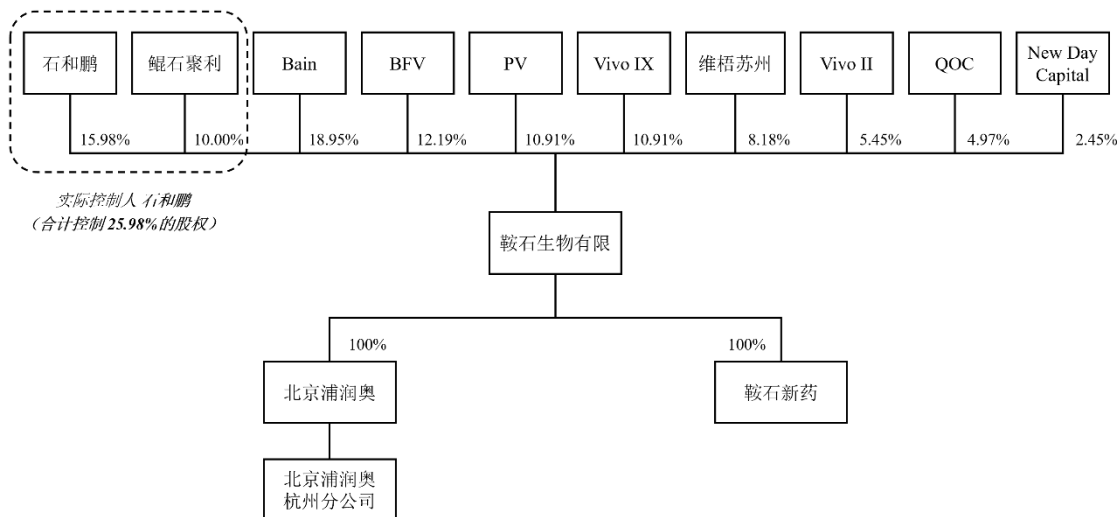 石和鹏
鲲石聚利
Bain
BFV
PV
Vivo IX
维梧苏州
Vivo II
QOC
New Day
Capital
15.98%
10.00%
18.95%
12.19%
10.91%
10.91%
8.18%
5.45%
4.97%
2.45%
实际控制人 石和鹏
（合计控制 25.98%的股权）
鞍石生物有限
100%
100%
北京浦润奥
鞍石新药
北京浦润奥
杭州分公司